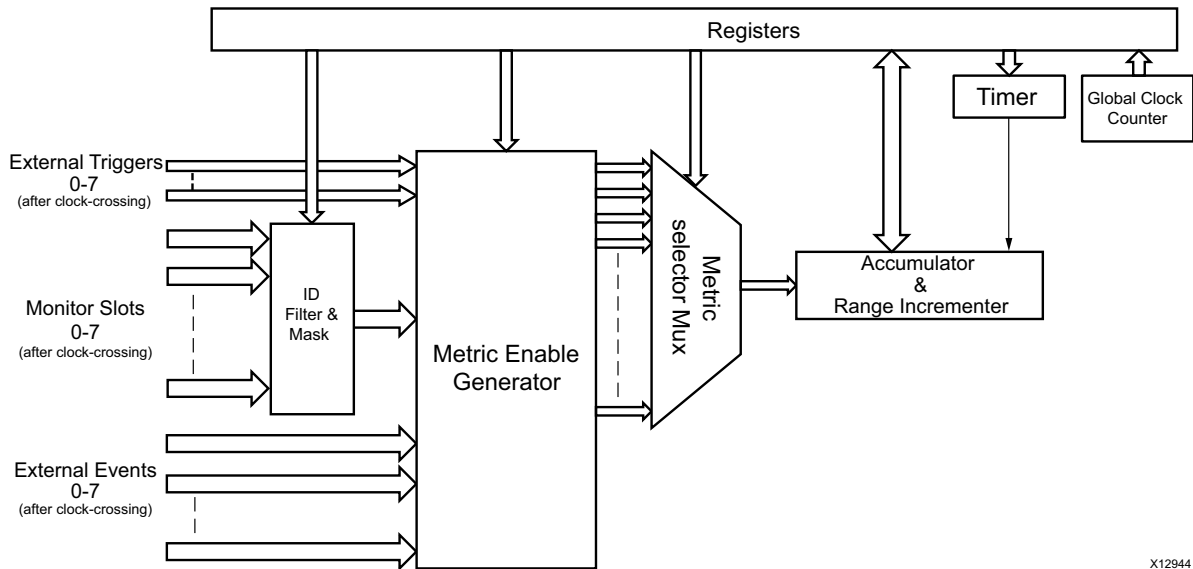 Registers
Timer
Global Clock
Counter
External Triggers
0-7
(after clock-crossing)
Monitor Slots
0-7
(after clock-crossing)
External Events
0-7
(after clock-crossing)
ID
Filter &
Mask
Metric Enable
Generator
Metric
selector Mux
Accumulator
&
Range Incrementer
X12944